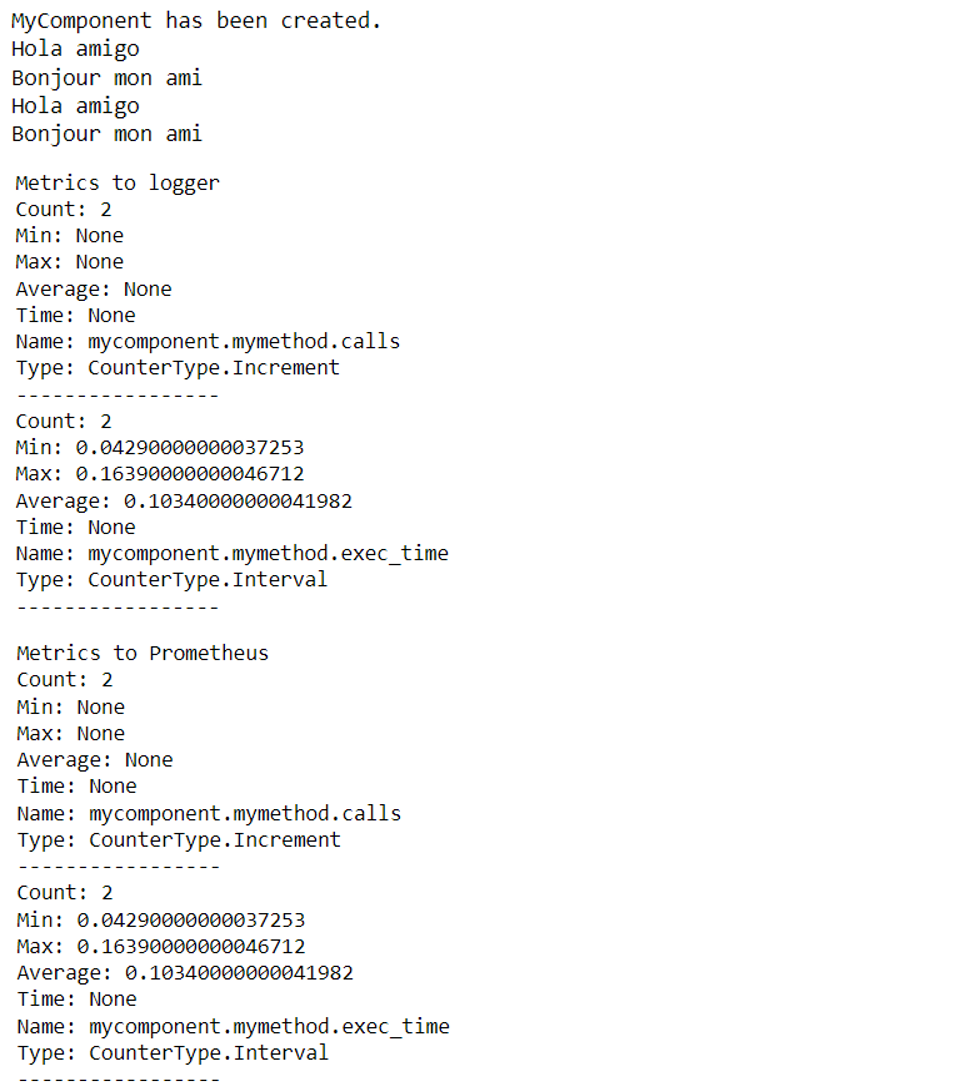 MyComponent has been created.
Hola amigo
Bonjour mon ami
Hola amigo
Bonjour mon ami
Metrics to logger
Count: 2
Min: None
Max: None
Average: None
Time: None
Name: mycomponent.mymethod.calls
Type: CounterType.Increment
-----------------
Count: 2
Min: 0.04290000000037253
Max: 0.16390000000046712
Average: 0.10340000000041982
Time: None
Name: mycomponent.mymethod.exec_time
Type: CounterType.Interval
-----------------
Metrics to Prometheus
Count: 2
Min: None
Max: None
Average: None
Time: None
Name: mycomponent.mymethod.calls
Type: CounterType.Increment
-----------------
Count: 2
Min: 0.04290000000037253
Max: 0.16390000000046712
Average: 0.10340000000041982
Time: None
Name: mycomponent.mymethod.exec_time
Type: CounterType.Interval
-----------------